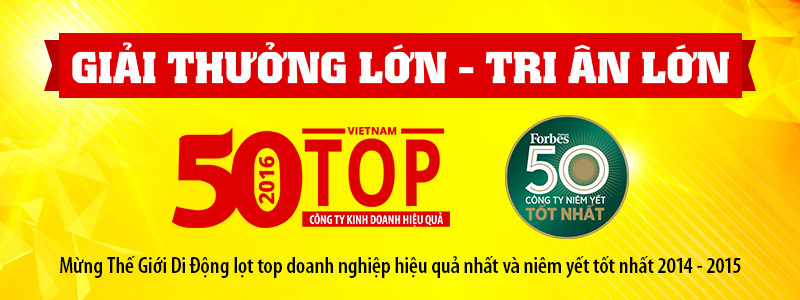 GIẢI THƯỞNG LỚN - TRI ÂN LỚN
VIETNAM
50 2016 TOP
CÔNG TY KINH DOANH HIỆU QUẢ
Forbes
50
CÔNG TY NIÊM YẾT
TỐT NHẤT
Mừng Thế Giới Di Động lọt top doanh nghiệp hiệu quả nhất và niêm yết tốt nhất 2014 - 2015